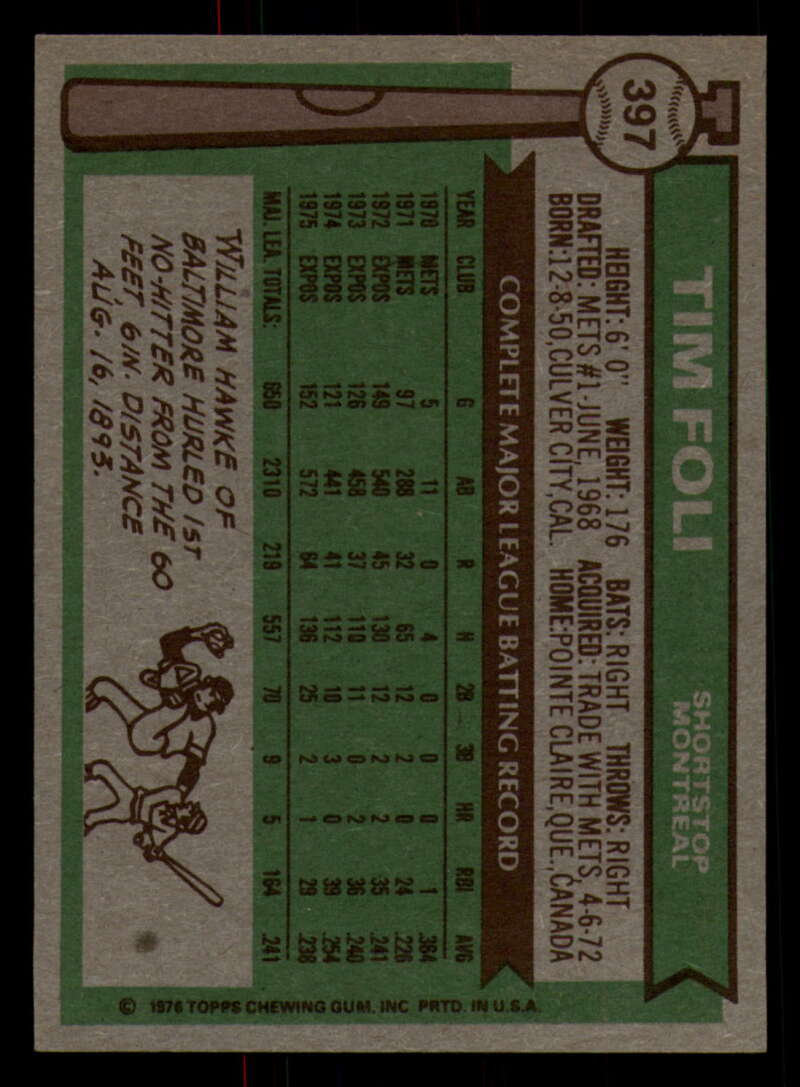 397
TIM FOLI
SHORTSTOP
MONTREAL
HEIGHT: 6' 0" WEIGHT: 176 BATS: RIGHT THROWS: RIGHT
DRAFTED: METS #1-JUNE, 1968 ACQUIRED: TRADE WITH METS, 4-6-72
BORN: 12-8-50, CULVER CITY, CAL. HOME: POINTE CLAIRE, QUE., CANADA
COMPLETE MAJOR LEAGUE BATTING RECORD
YEAR CLUB G AB R H 2B 3B HR RBI AVG
1970 METS 5 11 0 4 0 0 0 1 .364
1971 METS 97 288 32 65 12 2 0 24 .226
1972 EXPOS 149 540 45 130 12 2 2 35 .241
1973 EXPOS 126 458 37 110 11 0 2 36 .240
1974 EXPOS 121 441 41 112 10 3 0 39 .254
1975 EXPOS 152 572 64 136 25 2 1 29 .238
MAJ. LEA. TOTALS: 650 2310 219 557 70 9 5 164 .241
WILLIAM HAWKE OF
BALTIMORE HURLED 1ST
NO-HITTER FROM THE 60
FEET, 6 IN. DISTANCE
AUG. 16, 1893.
© 1976 TOPPS CHEWING GUM, INC PRTD. IN U.S.A.